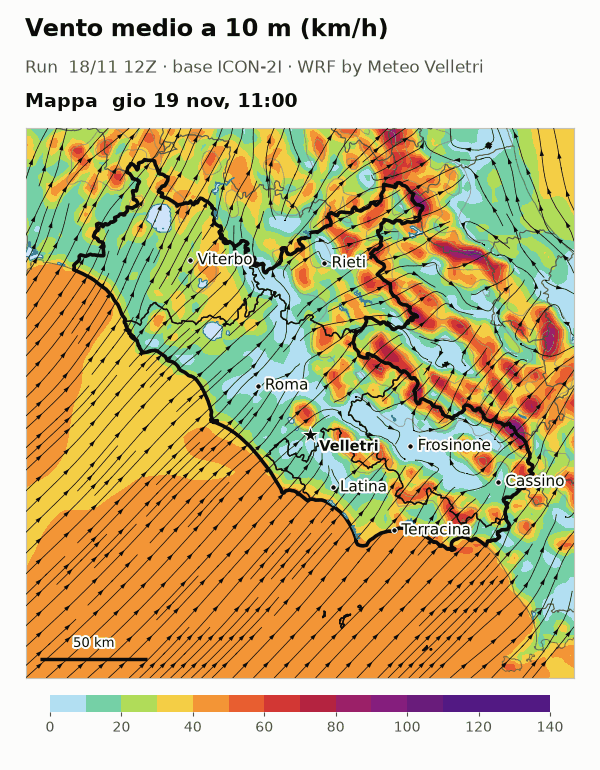 Vento medio a 10 m (km/h)
Run  18/11 12Z · base ICON-2I · WRF by Meteo Velletri
Mappa  gio 19 nov, 11:00
Viterbo
Rieti
Roma
Velletri
Frosinone
Latina
Cassino
Terracina
50 km
0 20 40 60 80 100 120 140